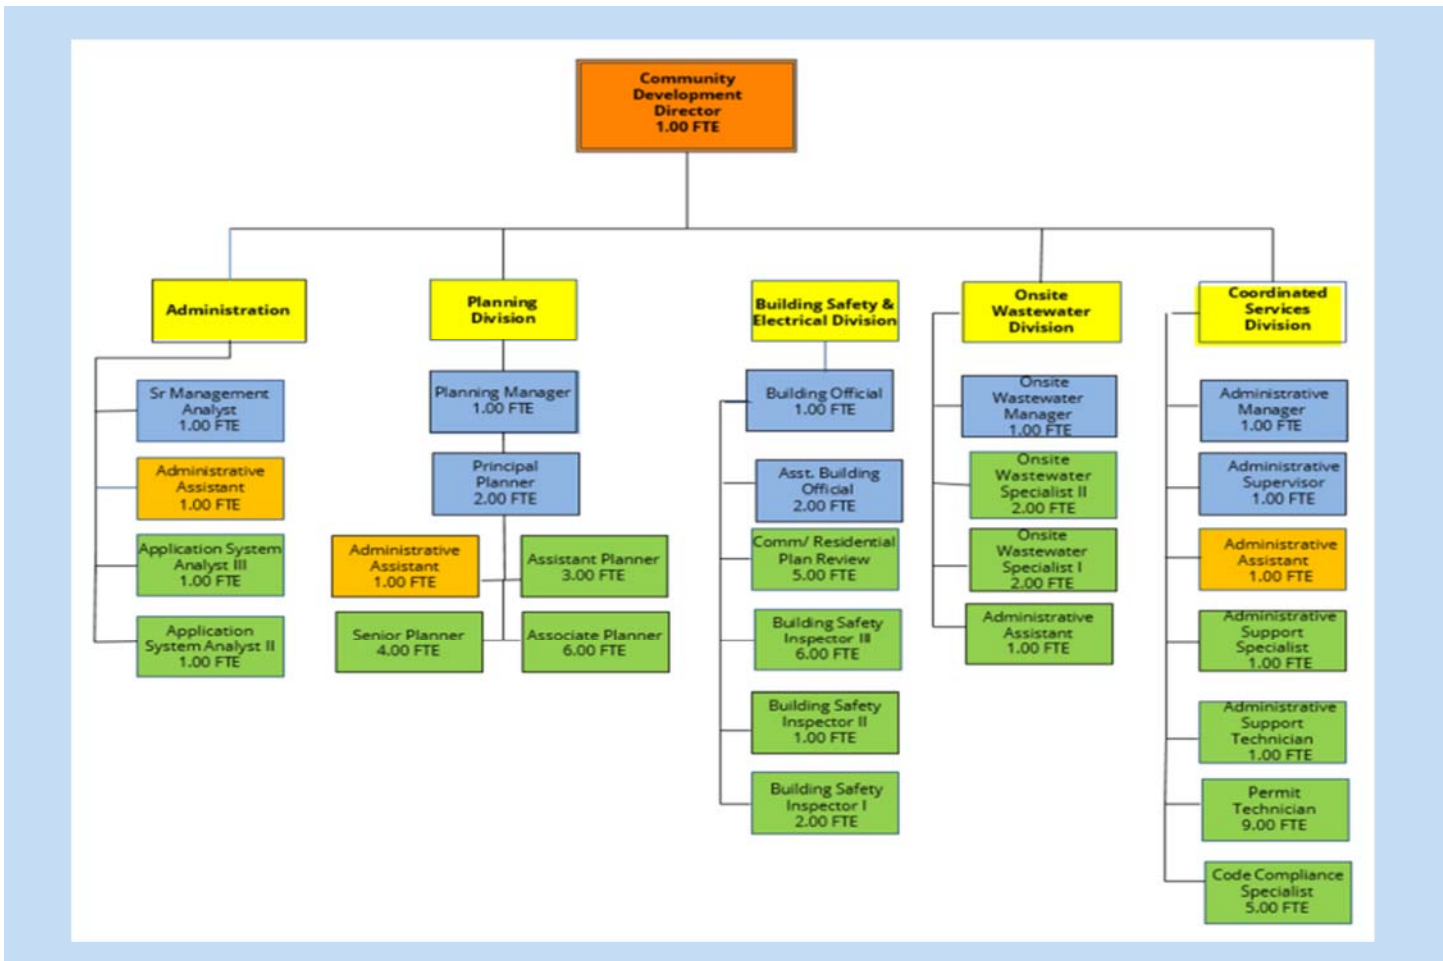 Community
Development
Director
1.00 FTE
Administration
Sr Management
Analyst
1.00 FTE
Administrative
Assistant
1.00 FTE
Application System
Analyst III
1.00 FTE
Application
System Analyst II
1.00 FTE
Planning
Division
Planning Manager
1.00 FTE
Principal
Planner
2.00 FTE
Administrative
Assistant
1.00 FTE
Assistant Planner
3.00 FTE
Senior Planner
4.00 FTE
Associate Planner
6.00 FTE
Building Safety &
Electrical Division
Building Official
1.00 FTE
Asst. Building
Official
2.00 FTE
Comm/ Residential
Plan Review
5.00 FTE
Building Safety
Inspector III
6.00 FTE
Building Safety
Inspector II
1.00 FTE
Building Safety
Inspector I
2.00 FTE
Onsite
Wastewater
Division
Onsite
Wastewater
Manager
1.00 FTE
Onsite
Wastewater
Specialist II
2.00 FTE
Onsite
Wastewater
Specialist I
2.00 FTE
Administrative
Assistant
1.00 FTE
Coordinated
Services
Division
Administrative
Manager
1.00 FTE
Administrative
Supervisor
1.00 FTE
Administrative
Assistant
1.00 FTE
Administrative
Support
Specialist
1.00 FTE
Administrative
Support
Technician
1.00 FTE
Permit
Technician
9.00 FTE
Code Compliance
Specialist
5.00 FTE